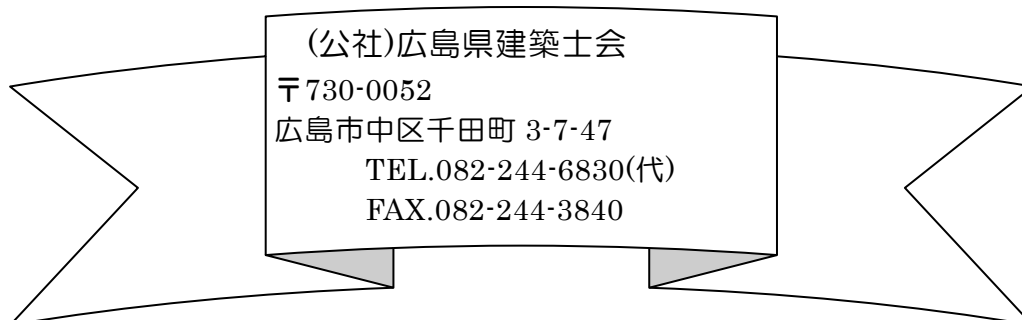 (公社)広島県建築士会
〒730-0052
広島市中区千田町 3-7-47
TEL.082-244-6830(代)
FAX.082-244-3840